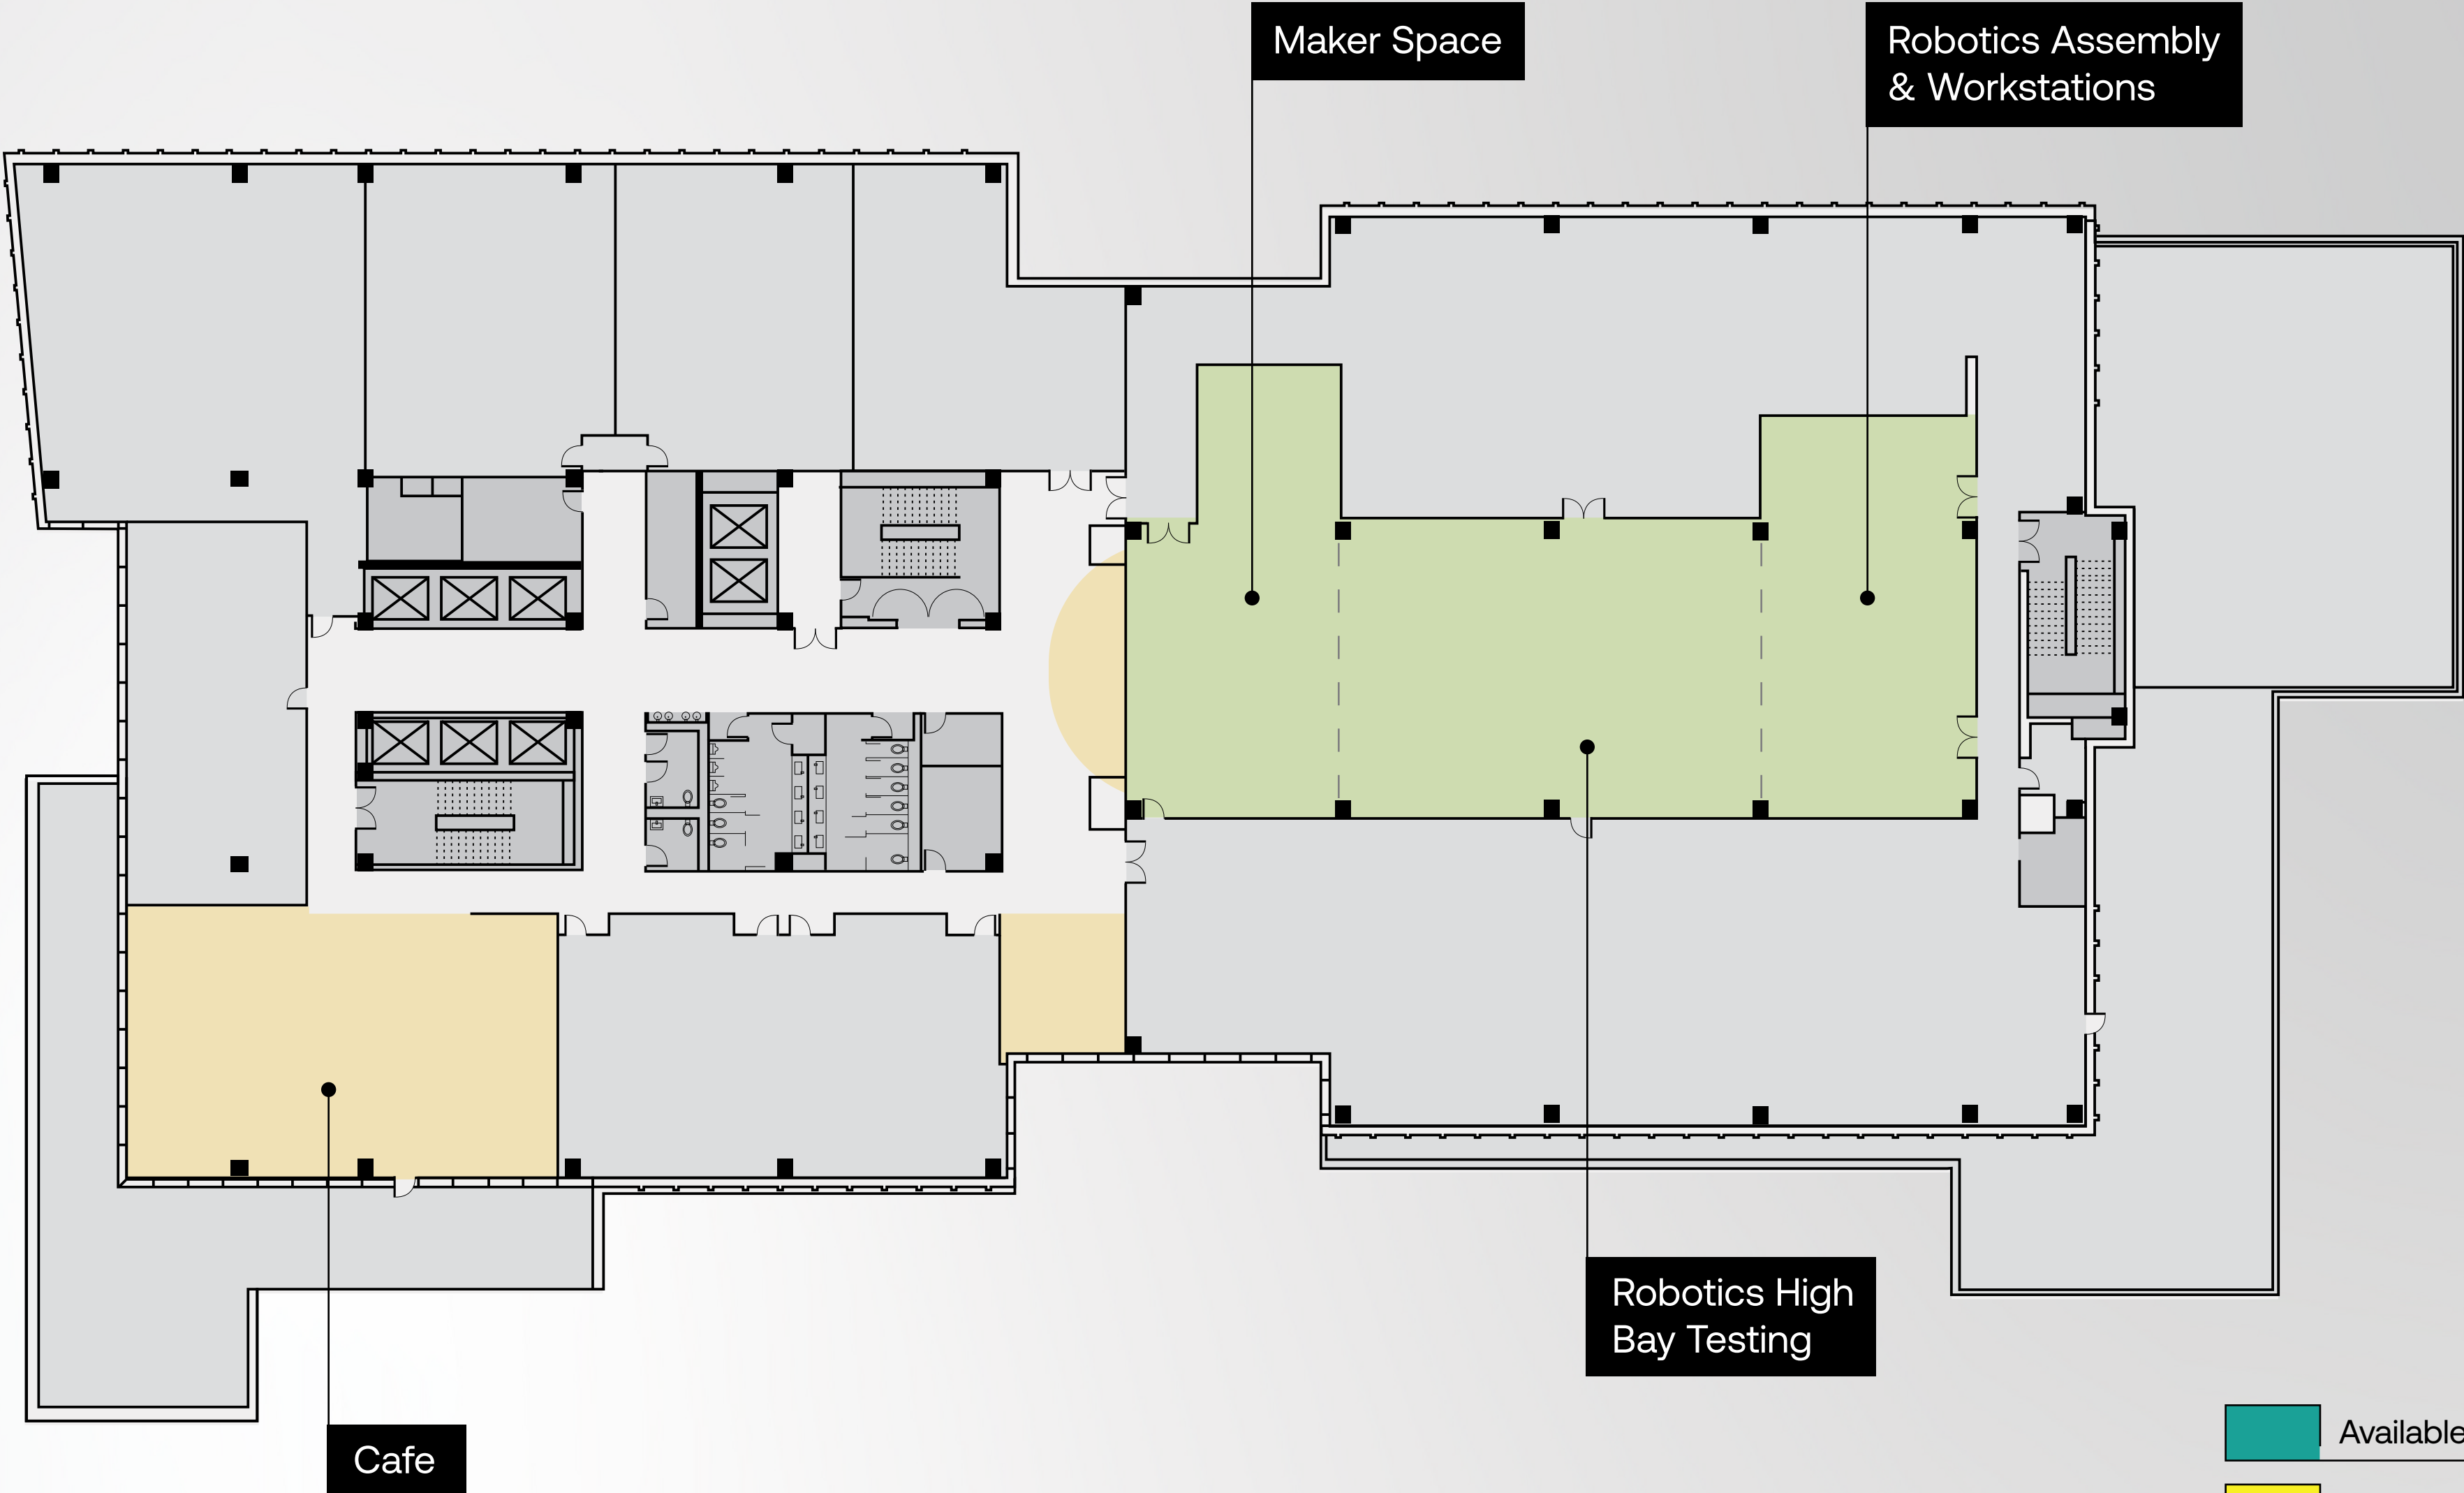 Maker Space
Robotics Assembly
& Workstations
Robotics High
Bay Testing
Available
Cafe